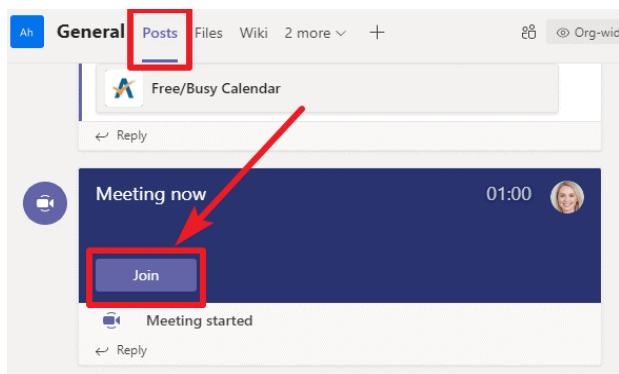 Ah General Posts Files Wiki 2 more Org-wid
Free/Busy Calendar
Reply
Meeting now 01:00
Join
Meeting started
Reply